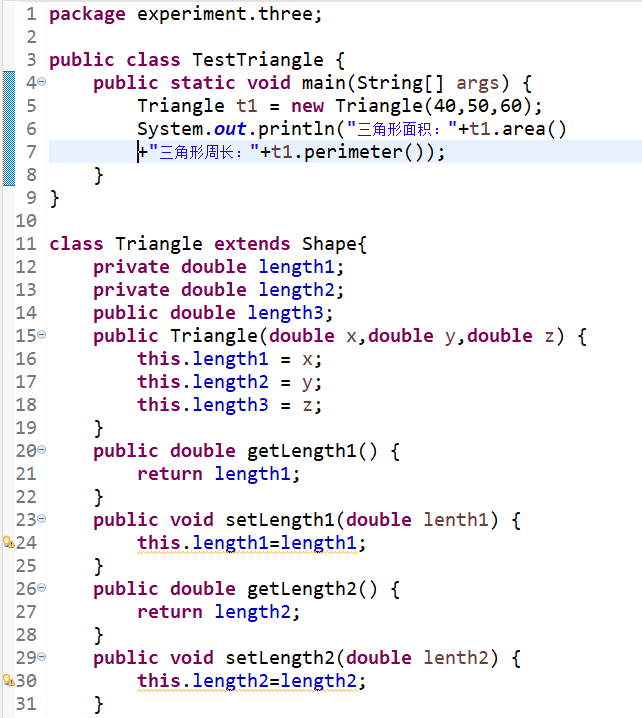 1 package experiment.three;
2
3 public class TestTriangle {
4 public static void main(String[] args) {
5 Triangle t1 = new Triangle(40,50,60);
6 System.out.println("三角形面积："+t1.area()
7 +"三角形周长："+t1.perimeter());
8 }
9 }
10
11 class Triangle extends Shape{
12 private double length1;
13 private double length2;
14 public double length3;
15 public Triangle(double x,double y,double z) {
16 this.length1 = x;
17 this.length2 = y;
18 this.length3 = z;
19 }
20 public double getLength1() {
21 return length1;
22 }
23 public void setLength1(double lenth1) {
24 this.length1=length1;
25 }
26 public double getLength2() {
27 return length2;
28 }
29 public void setLength2(double lenth2) {
30 this.length2=length2;
31 }